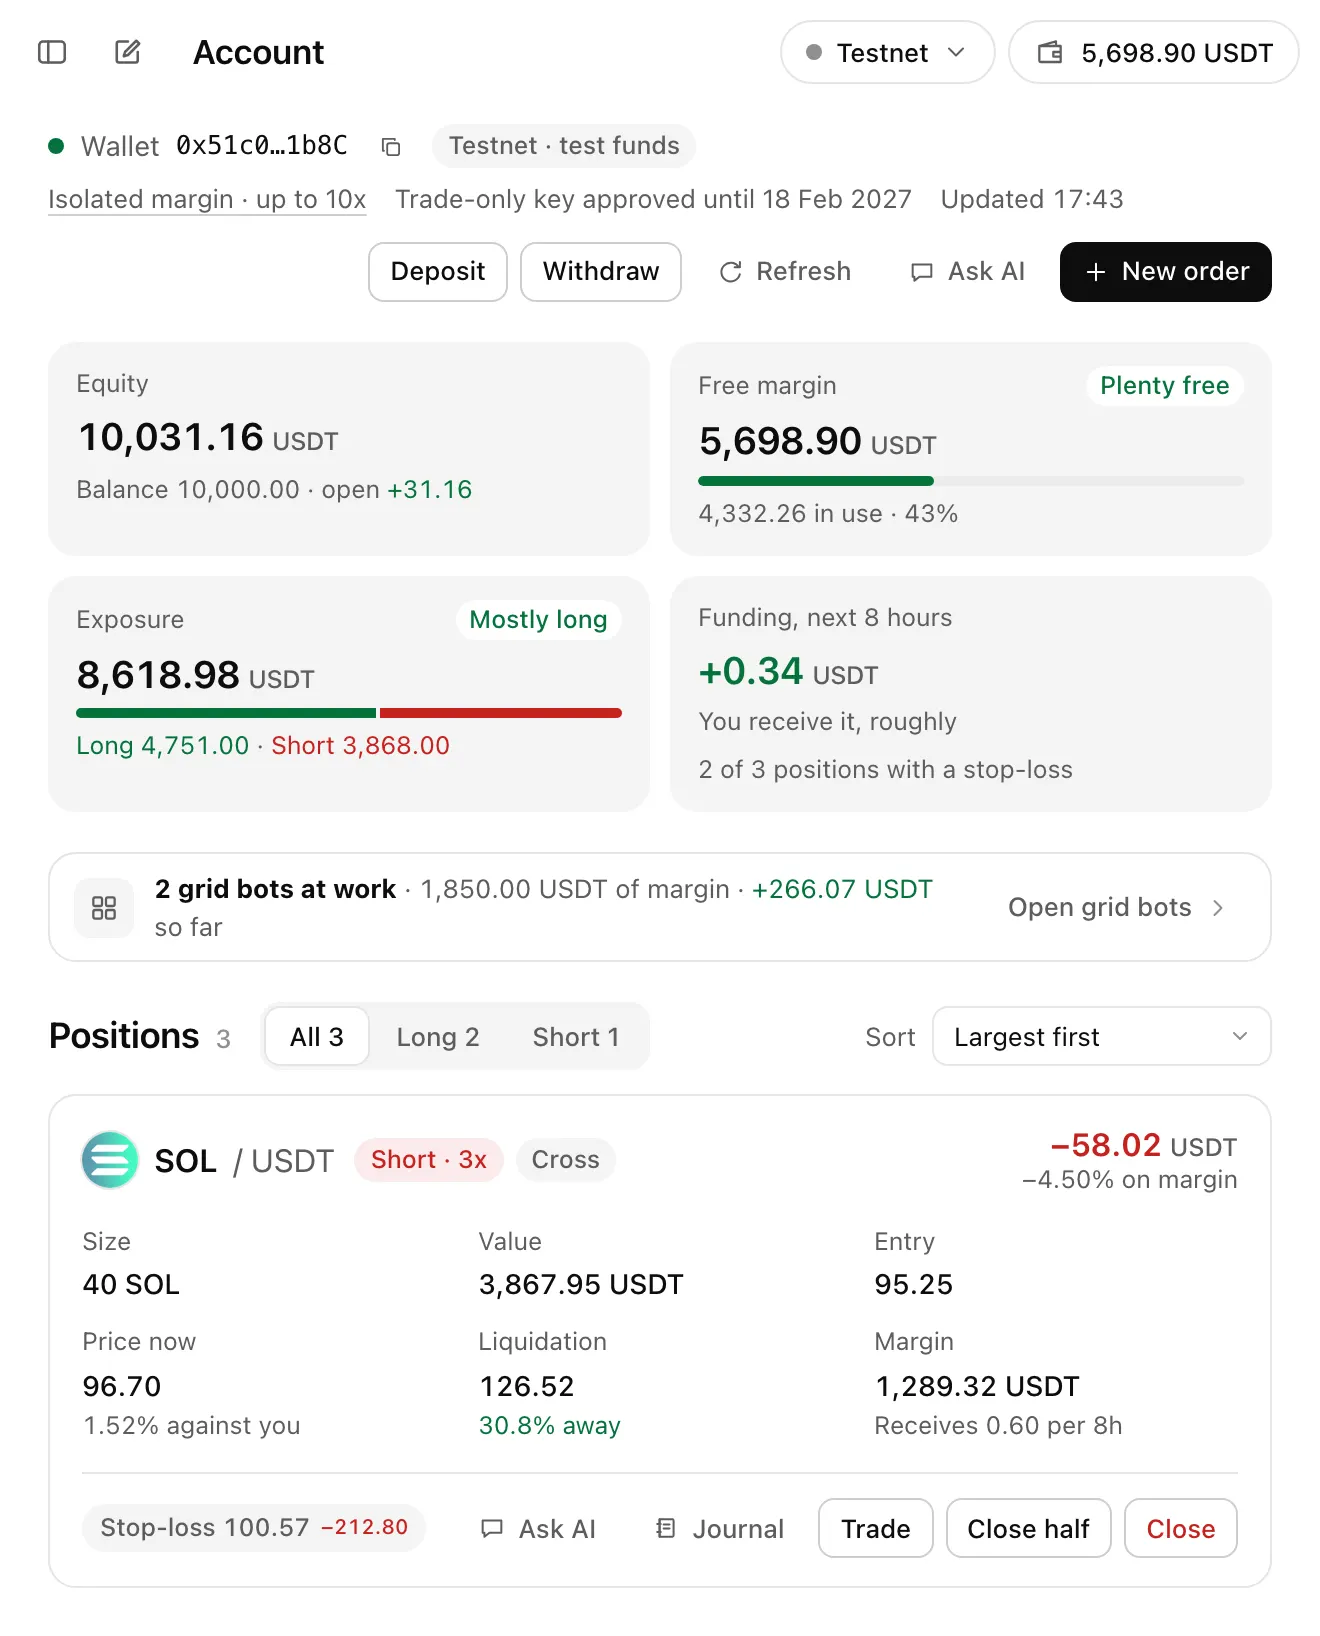 Account
Testnet
5,698.90 USDT
Wallet 0x51c0…1b8C
Testnet · test funds
Isolated margin · up to 10x
Trade-only key approved until 18 Feb 2027
Updated 17:43
Deposit
Withdraw
Refresh
Ask AI
+ New order
Equity
10,031.16 USDT
Balance 10,000.00 · open +31.16
Free margin
Plenty free
5,698.90 USDT
4,332.26 in use · 43%
Exposure
Mostly long
8,618.98 USDT
Long 4,751.00 · Short 3,868.00
Funding, next 8 hours
+0.34 USDT
You receive it, roughly
2 of 3 positions with a stop-loss
2 grid bots at work · 1,850.00 USDT of margin · +266.07 USDT
so far
Open grid bots
Positions 3
All 3
Long 2
Short 1
Sort
Largest first
SOL / USDT
Short · 3x
Cross
−58.02 USDT
−4.50% on margin
Size
40 SOL
Value
3,867.95 USDT
Entry
95.25
Price now
96.70
1.52% against you
Liquidation
126.52
30.8% away
Margin
1,289.32 USDT
Receives 0.60 per 8h
Stop-loss 100.57 −212.80
Ask AI
Journal
Trade
Close half
Close